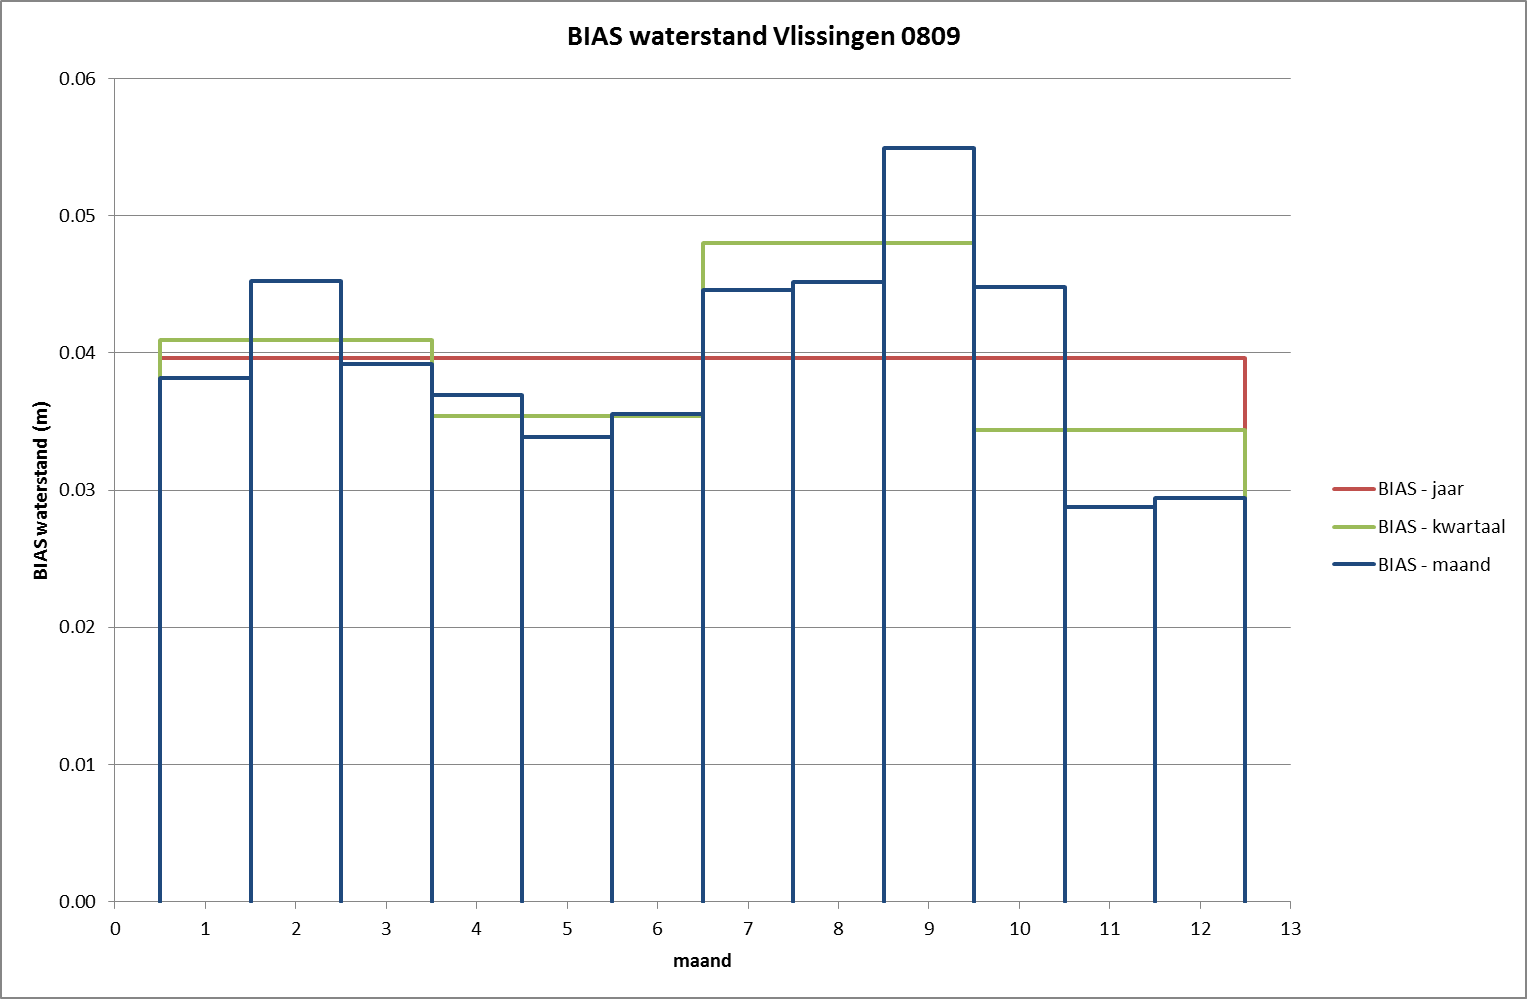 BIAS waterstand Vlissingen 0809
0.06
0.05
0.04
0.03
0.02
0.01
0.00
BIAS waterstand (m)
0 1 2 3 4 5 6 7 8 9 10 11 12 13
maand
BIAS - jaar
BIAS - kwartaal
BIAS - maand